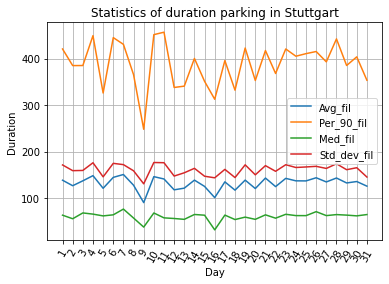 Statistics of duration parking in Stuttgart
400
300
200
100
Duration
Avg_fil
Per_90_fil
Med_fil
Std_dev_fil
1 2 3 4 5 6 7 8 9 10 11 12 13 14 15 16 17 18 19 20 21 22 23 24 25 26 27 28 29 30 31
Day